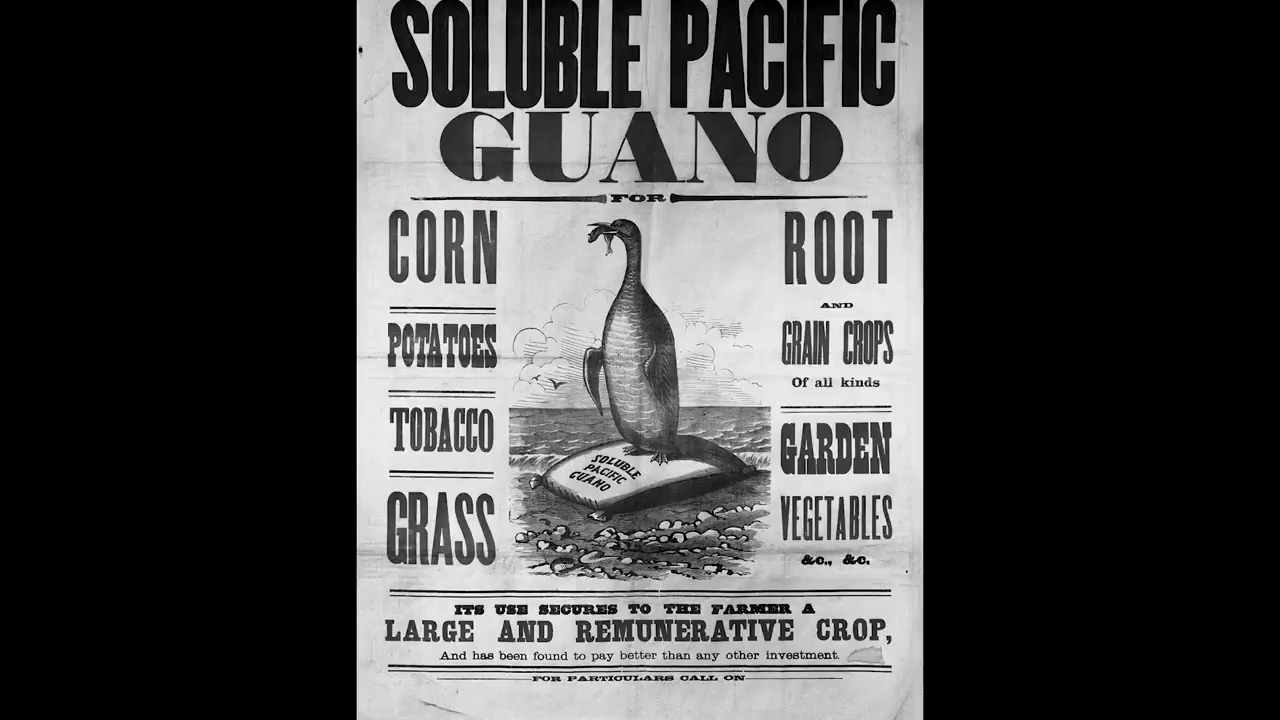 SOLUBLE PACIFIC
GUANO
FOR
CORN
POTATOES
TOBACCO
GRASS
ROOT
AND
GRAIN CROPS
Of all kinds
GARDEN
VEGETABLES
&c., &c.
SOLUBLE
PACIFIC
GUANO
ITS USE SECURES TO THE FARMER A
LARGE AND REMUNERATIVE CROP,
And has been found to pay better than any other investment.
FOR PARTICULARS CALL ON